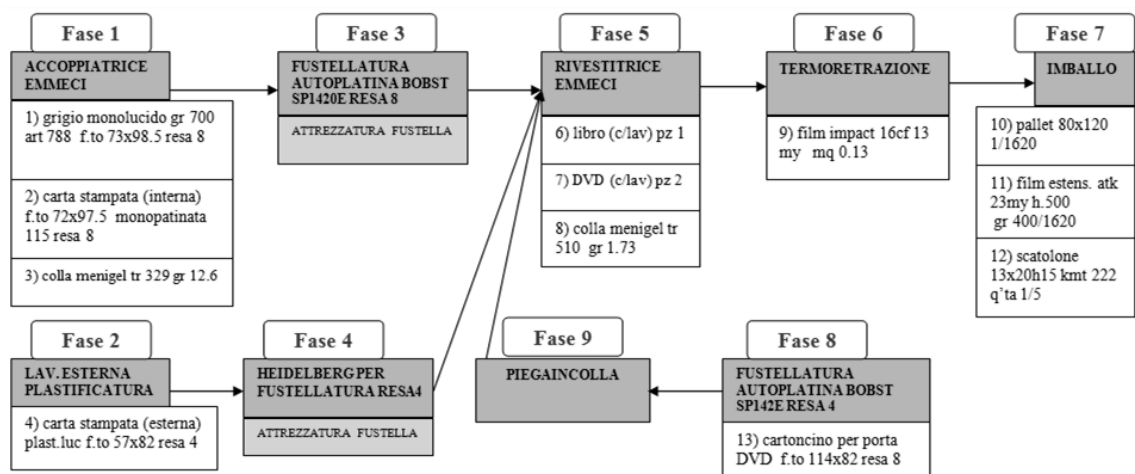 Fase 1
ACCOPPIATRICE
EMMECI
1) grigio monolucido gr 700
art 788 f.to 73x98.5 resa 8
2) carta stampata (interna)
f.to 72x97.5 monopatinata
115 resa 8
3) colla menigel tr 329 gr 12.6
Fase 3
FUSTELLATURA
AUTOPLATINA BOBST
SP1420E RESA 8
ATTREZZATURA FUSTELLA
Fase 5
RIVESTITRICE
EMMECI
6) libro (c/lav) pz 1
7) DVD (c/lav) pz 2
8) colla menigel tr
510 gr 1.73
Fase 6
TERMORETRAZIONE
9) film impact 16cf 13
my mq 0.13
Fase 7
IMBALLO
10) pallet 80x120
1/1620
11) film estens. atk
23my h.500
gr 400/1620
12) scatolone
13x20h15 kmt 222
q’ta 1/5
Fase 2
LAV. ESTERNA
PLASTIFICATURA
4) carta stampata (esterna)
plast.luc f.to 57x82 resa 4
Fase 4
HEIDELBERG PER
FUSTELLATURA RESA4
ATTREZZATURA FUSTELLA
Fase 9
PIEGAINCOLLA
Fase 8
FUSTELLATURA
AUTOPLATINA BOBST
SP142E RESA 4
13) cartoncino per porta
DVD f.to 114x82 resa 8